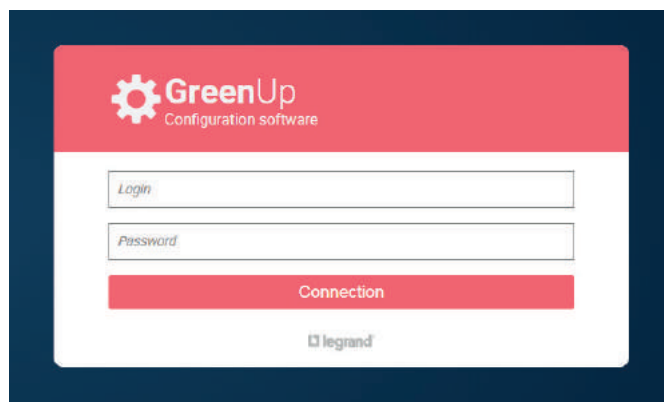 GreenUp
Configuration software
Login
Password
Connection
legrand